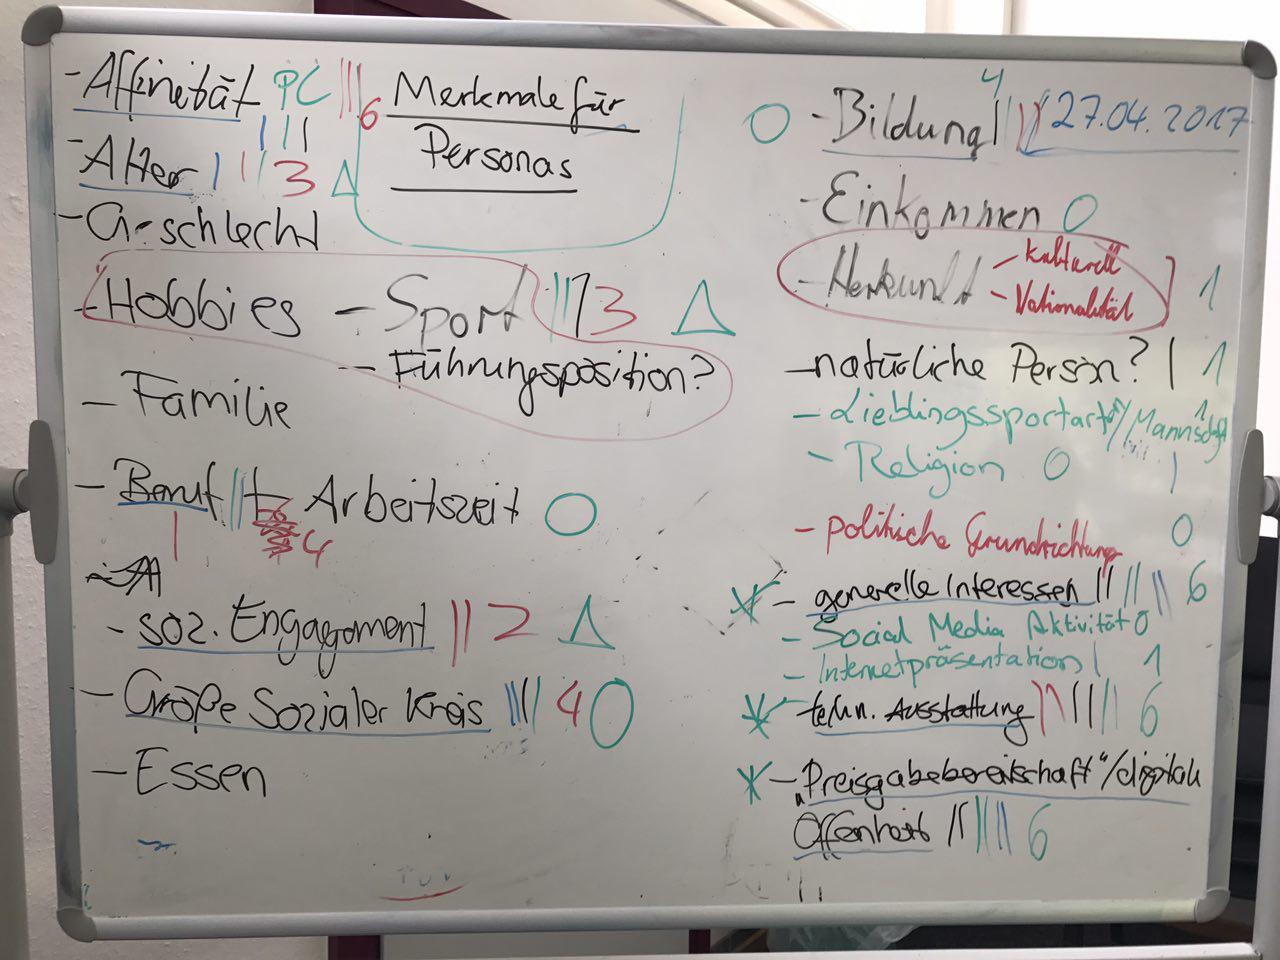 Merkmale für
Personas
27.04.2017
- Affinität PC 6
- Alter 3
- Geschlecht
- Hobbies - Sport 3
- Führungsposition?
- Familie
- Beruf + Arbeitszeit
4
- soz. Engagement 2
- Größe Sozialer Kreis 4
- Essen
4
- Bildung
- Einkommen
- Herkunft - kulturell
- Nationalität
1
- natürliche Person? 1
- Lieblingssportart/Mannschaft
1
- Religion
- politische Grundrichtung 0
- generelle Interessen 6
- Social Media Aktivität 0
- Internetpräsentation 1
- techn. Ausstattung 6
- "Preisgabebereitschaft"/digitale
Offenheit 6